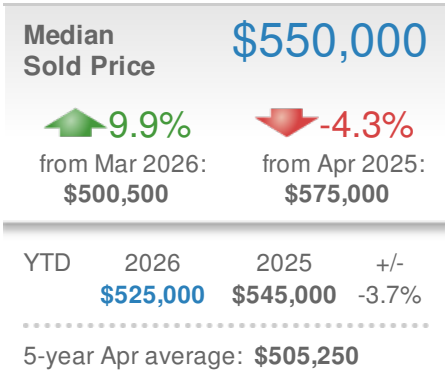 Median
Sold Price
$550,000
9.9%
-4.3%
from Mar 2026:
$500,500
from Apr 2025:
$575,000
YTD 2026 2025 +/-
$525,000 $545,000 -3.7%
5-year Apr average: $505,250